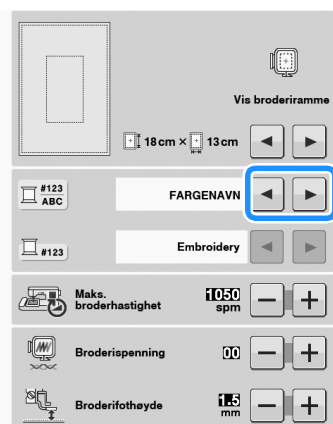 Vis broderiramme
18 cm × 13 cm
#123
ABC
FARGENAVN
#123
Embroidery
Maks.
broderhastighet
1050
spm
Broderispenning
00
Broderifothøyde
1.5
mm